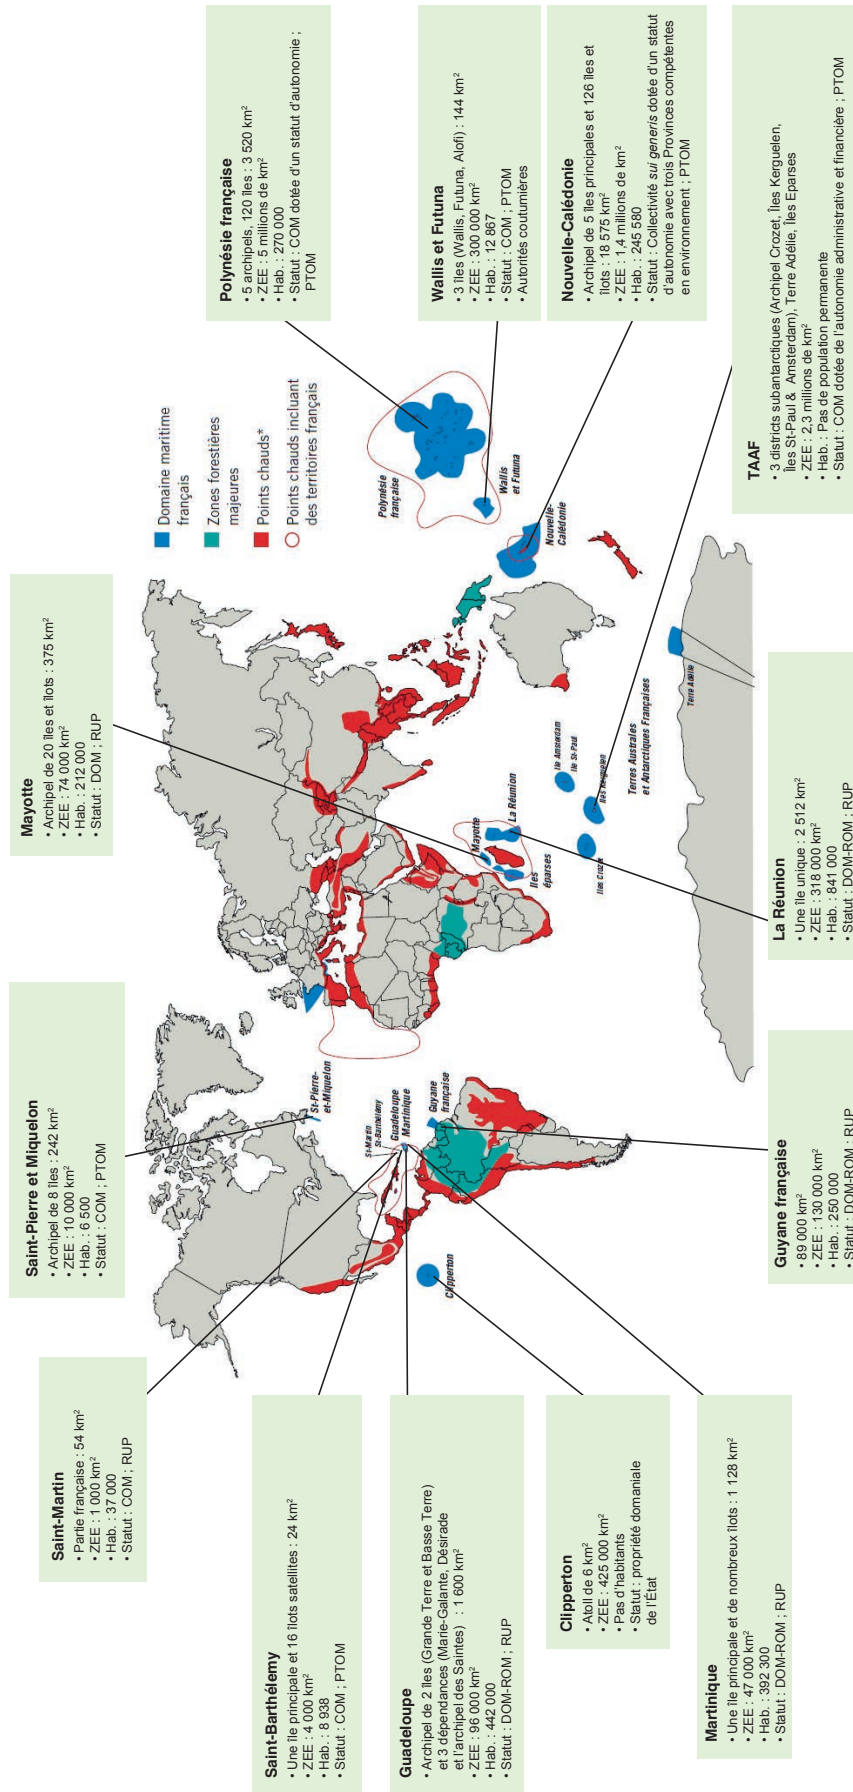 Saint-Martin
• Partie française : 54 km²
• ZEE : 1 000 km²
• Hab. : 37 000
• Statut : COM ; RUP
Saint-Pierre et Miquelon
• Archipel de 8 îles : 242 km²
• ZEE : 10 000 km²
• Hab. : 6 500
• Statut : COM ; PTOM
Mayotte
• Archipel de 20 îles et îlots : 375 km²
• ZEE : 74 000 km²
• Hab. : 212 000
• Statut : DOM ; RUP
Saint-Barthélemy
• Une île principale et 16 îlots satellites : 24 km²
• ZEE : 4 000 km²
• Hab. : 8 938
• Statut : COM ; PTOM
Guadeloupe
• Archipel de 2 îles (Grande Terre et Basse Terre)
et 3 dépendances (Marie-Galante, Désirade
et l'archipel des Saintes) : 1 600 km²
• ZEE : 96 000 km²
• Hab. : 442 000
• Statut : DOM-ROM ; RUP
Clipperton
• Atoll de 6 km²
• ZEE : 425 000 km²
• Pas d'habitants
• Statut : propriété domaniale
de l'État
Martinique
• Une île principale et de nombreux îlots : 1 128 km²
• ZEE : 47 000 km²
• Hab. : 392 300
• Statut : DOM-ROM ; RUP
Guyane française
• 89 000 km²
• ZEE : 130 000 km²
• Hab. : 250 000
• Statut : DOM-ROM ; RUP
La Réunion
• Une île unique : 2 512 km²
• ZEE : 318 000 km²
• Hab. : 841 000
• Statut : DOM-ROM ; RUP
Polynésie française
• 5 archipels, 120 îles : 3 520 km²
• ZEE : 5 millions de km²
• Hab. : 270 000
• Statut : COM dotée d'un statut d'autonomie ;
PTOM
Wallis et Futuna
• 3 îles (Wallis, Futuna, Alofi) : 144 km²
• ZEE : 300 000 km²
• Hab. : 12 867
• Statut : COM ; PTOM
• Autorités coutumières
Nouvelle-Calédonie
• Archipel de 5 îles principales et 126 îles et
îlots : 18 575 km²
• ZEE : 1,4 millions de km²
• Hab. : 245 580
• Statut : Collectivité sui generis dotée d'un statut
d'autonomie avec trois Provinces compétentes
en environnement ; PTOM
TAAF
• 3 districts subantarctiques (Archipel Crozet, Îles Kerguelen,
Îles St-Paul & Amsterdam), Terre Adélie, Îles Eparses
• ZEE : 2,3 millions de km²
• Hab. : Pas de population permanente
• Statut : COM dotée de l'autonomie administrative et financière ; PTOM
Domaine maritime
français
Zones forestières
majeures
Points chauds*
Points chauds incluant
des territoires français
St-Pierre-
et-Miquelon
St-Martin
St-Barthélemy
Guadeloupe
Martinique
Guyane
française
Clipperton
Mayotte
La Réunion
Iles
éparses
Ile Amsterdam
Ile St-Paul
Iles Crozet
Iles Kerguelen
Terres Australes
et Antarctiques Françaises
Terre Adélie
Polynésie
française
Wallis
et Futuna
Nouvelle-
Calédonie